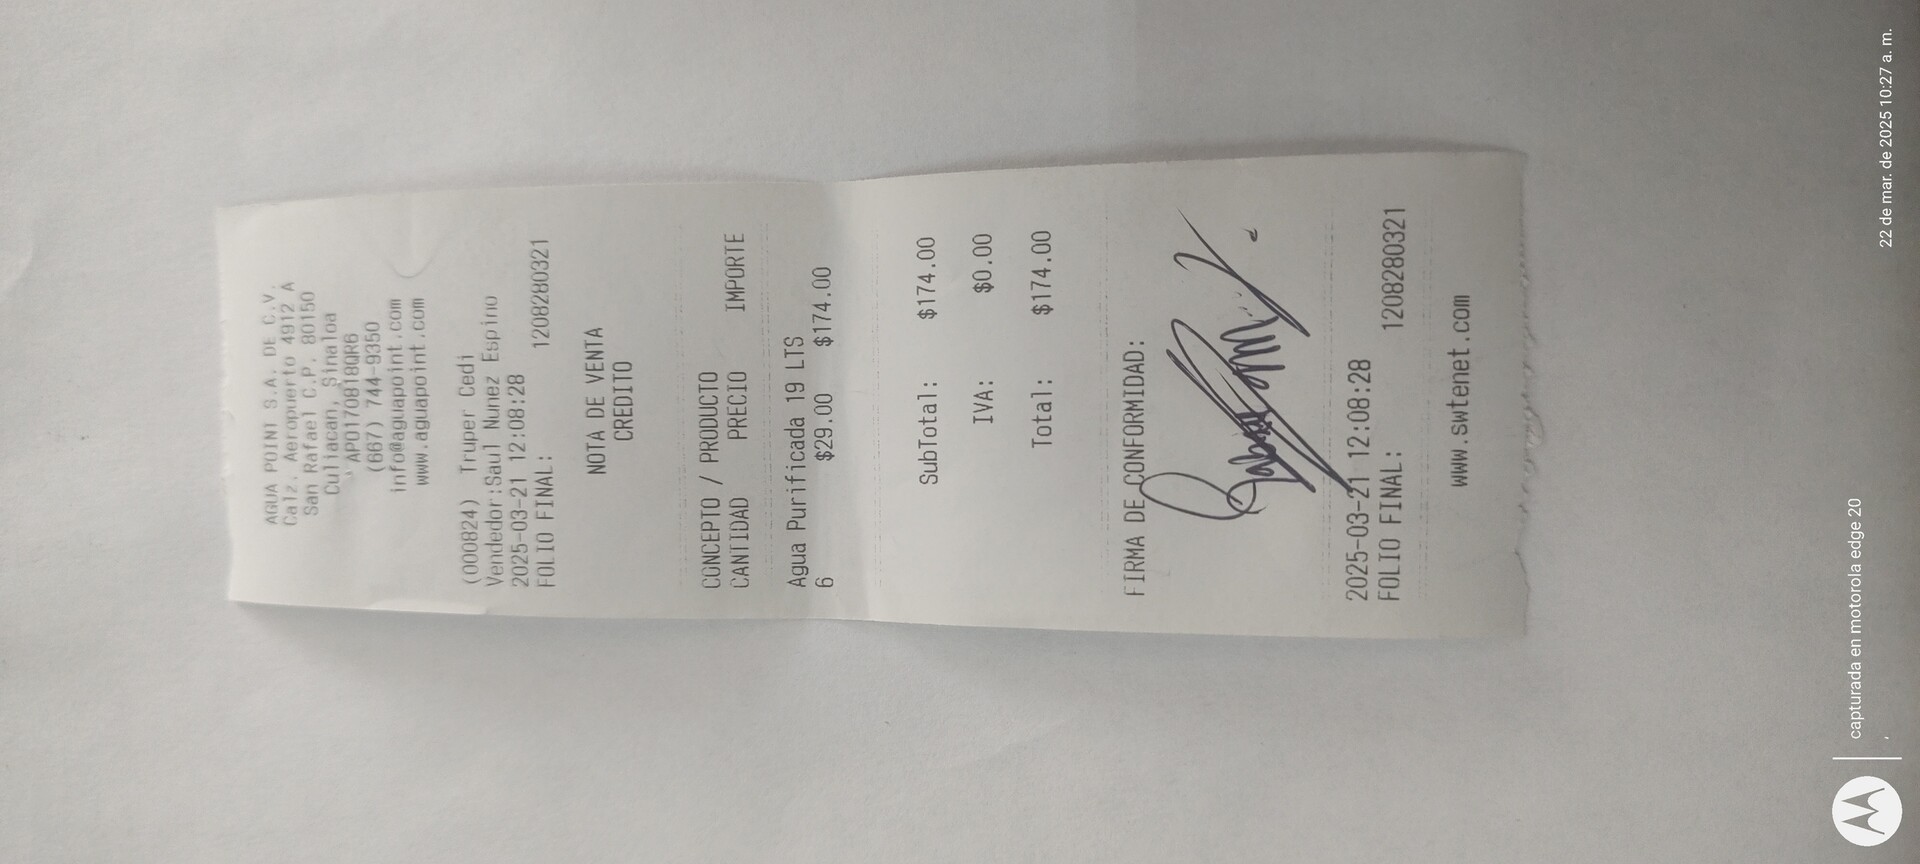 AGUA POINT S.A. DE C.V.
Calz. Aeropuerto 4912 A
San Rafael C.P. 80150
Culiacan, Sinaloa
APO170818QR6
(667) 744-9350
info@aguapoint.com
www.aguapoint.com
(000824) Truper Cedi
Vendedor:Saul Nunez Espino
2025-03-21 12:08:28
FOLIO FINAL: 1208280321
NOTA DE VENTA
CREDITO
CONCEPTO / PRODUCTO
CANTIDAD PRECIO IMPORTE
Agua Purificada 19 LTS
6 $29.00 $174.00
SubTotal: $174.00
IVA: $0.00
Total: $174.00
FIRMA DE CONFORMIDAD:
2025-03-21 12:08:28
FOLIO FINAL: 1208280321
www.swtenet.com
capturada en motorola edge 20
22 de mar. de 2025 10:27 a. m.